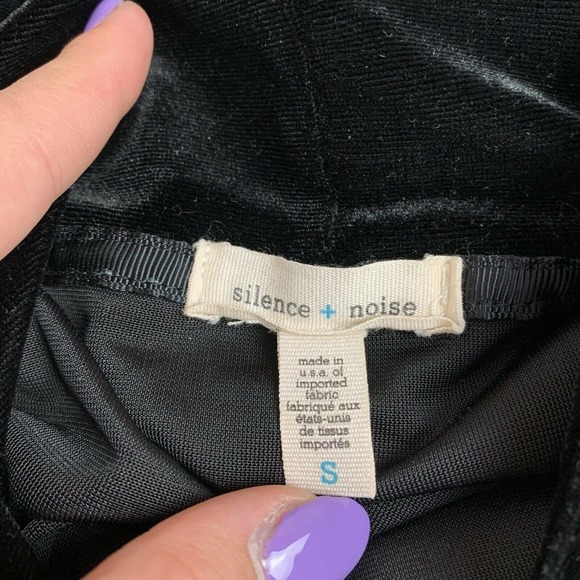 silence + noise
made in
u.s.a. of
imported
fabric
fabriqué aux
états-unis
de tissus
importés
S